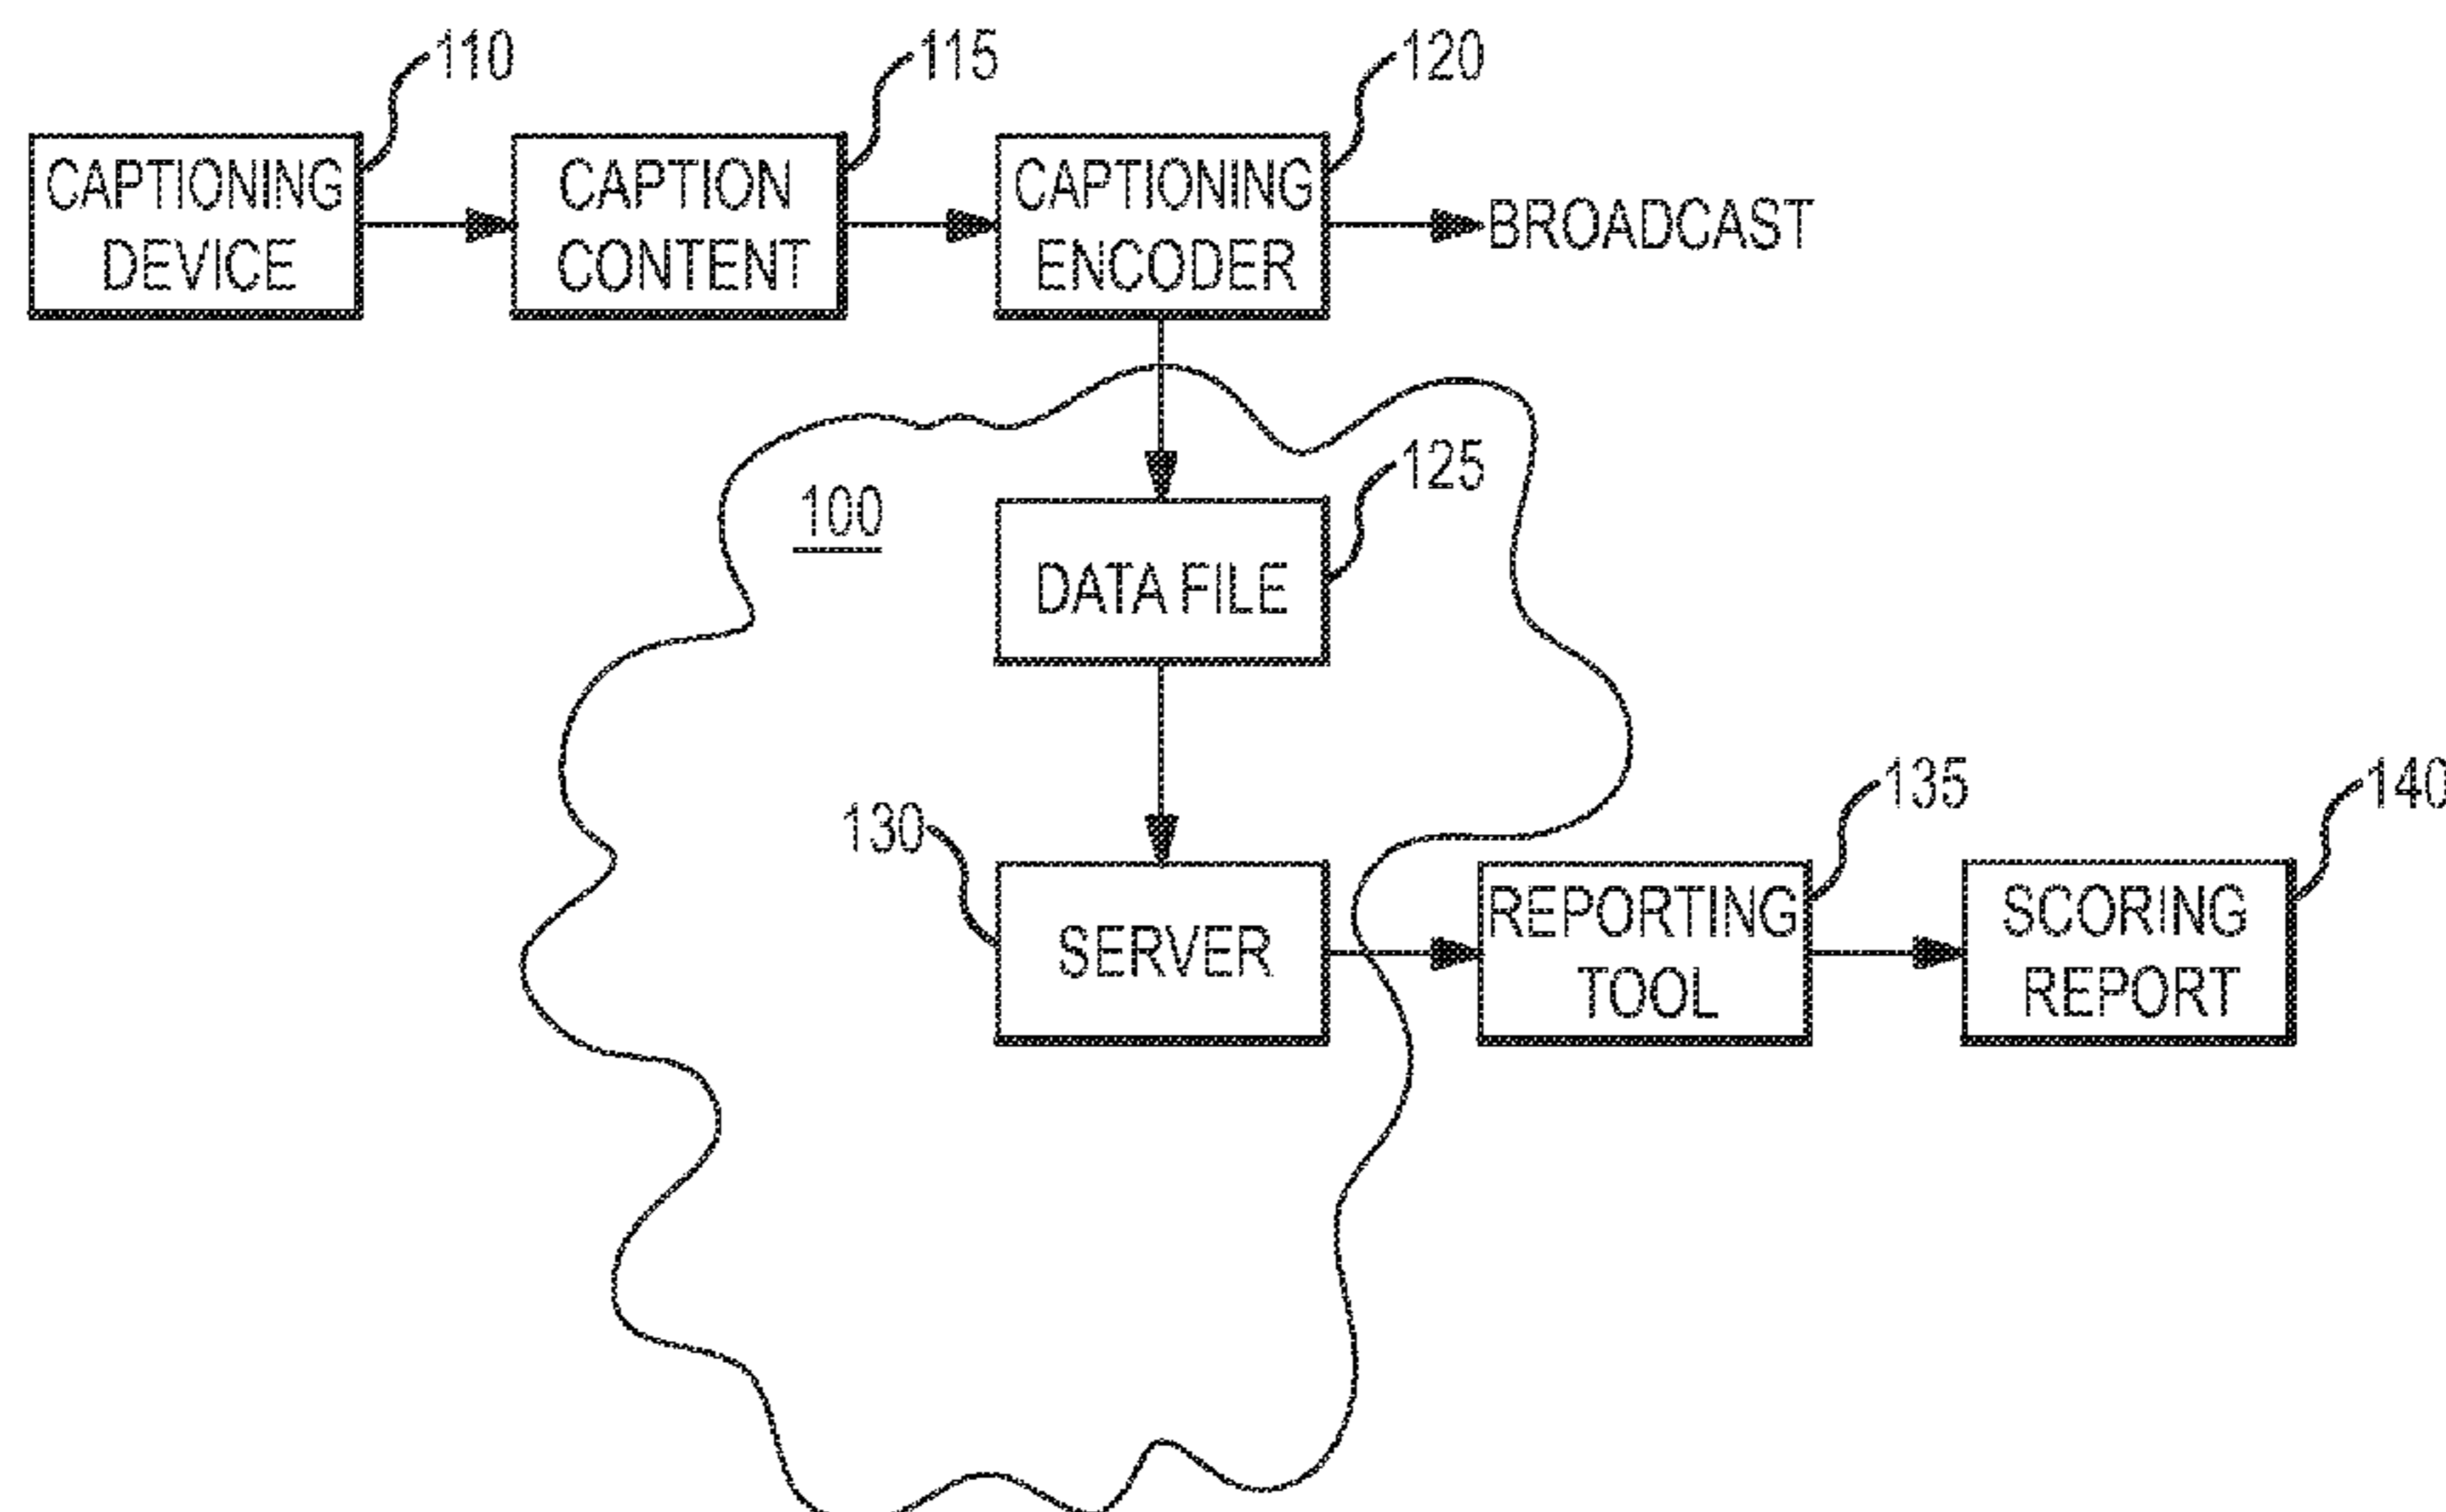 110
115
120
CAPTIONING
DEVICE
CAPTION
CONTENT
CAPTIONING
ENCODER
BROADCAST
100
125
DATA FILE
130
135
140
SERVER
REPORTING
TOOL
SCORING
REPORT